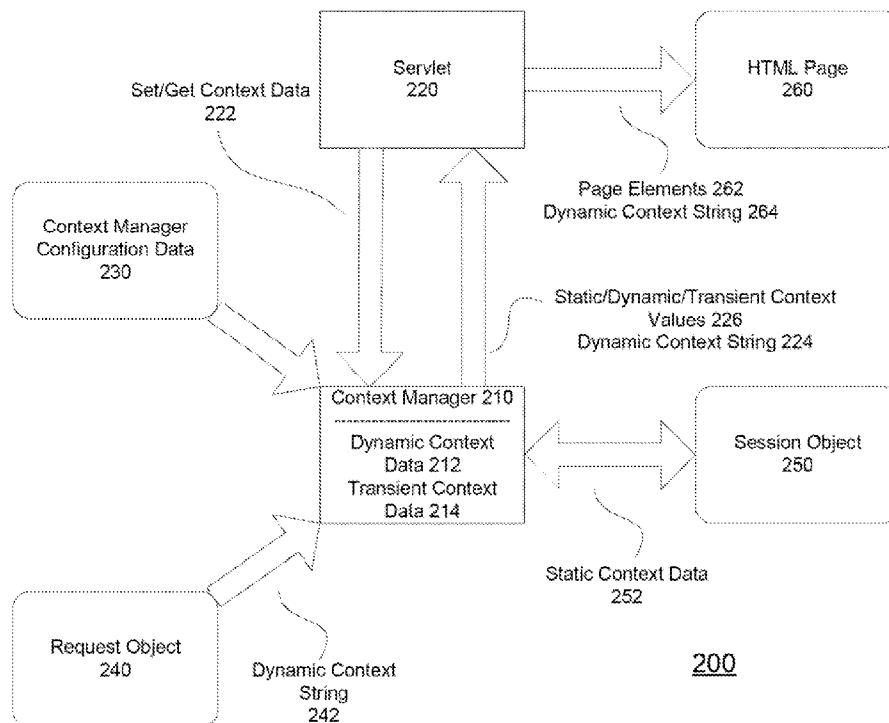 Servlet
220
HTML Page
260
Set/Get Context Data
222
Page Elements 262
Dynamic Context String 264
Context Manager
Configuration Data
230
Static/Dynamic/Transient Context
Values 226
Dynamic Context String 224
Context Manager 210
Dynamic Context
Data 212
Transient Context
Data 214
Session Object
250
Static Context Data
252
Request Object
240
Dynamic Context
String
242
200